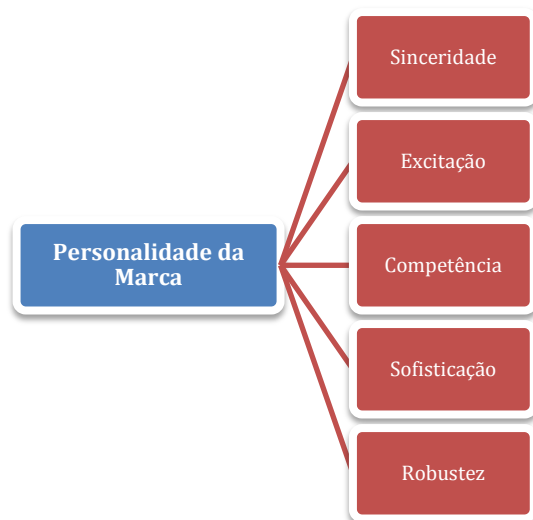 Sinceridade
Excitação
Personalidade da
Marca
Competência
Sofisticação
Robustez